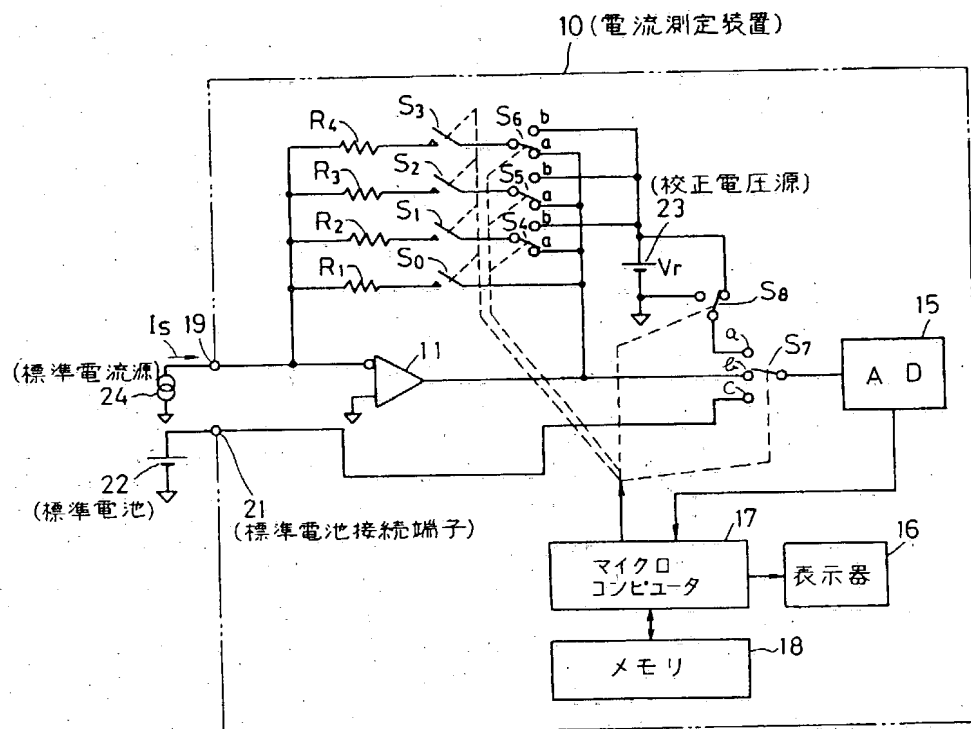 10 (電流測定装置)
S3
S6
b
R4
a
S2
S5
b
R3
a
(校正電圧源)
S1
S4
b
23
R2
a
R1
S0
Vr
S8
Is
19
11
a
15
(標準電流源)
24
b
S7
A D
c
22
(標準電池)
21
(標準電池接続端子)
17
16
マイクロ
コンピュータ
表示器
18
メモリ